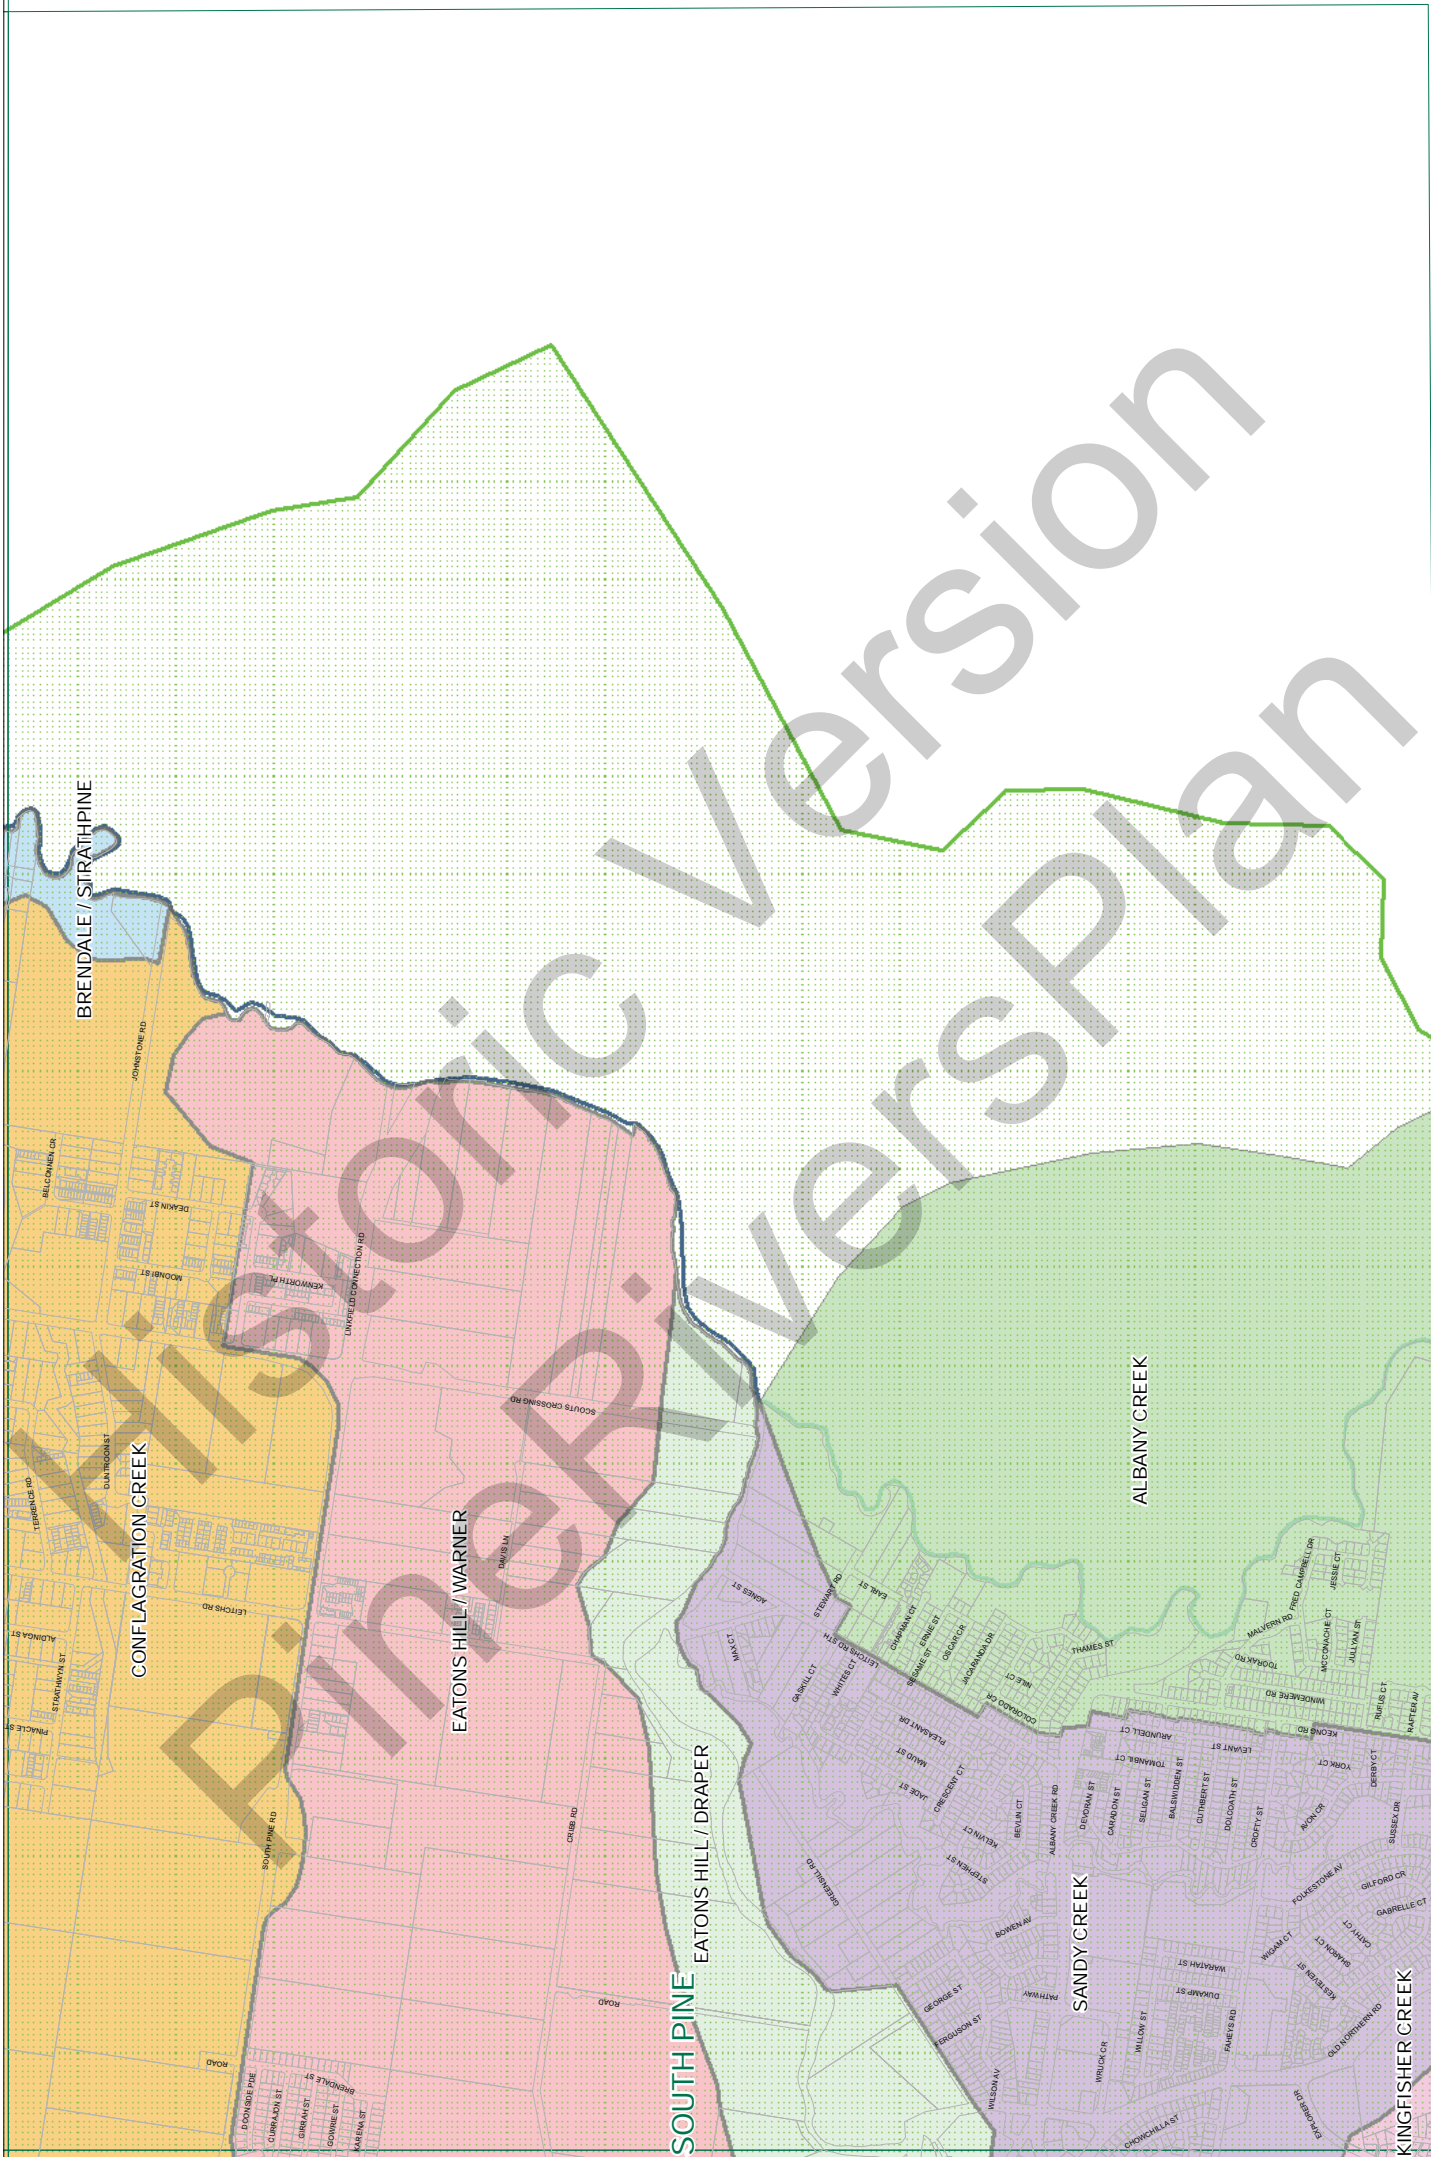 Historic Version
PineRiversPlan
BRENDALE / STRATHPINE
JOHNSTONE RD
BELCONNEN CR
DEAKIN ST
MOONBI ST
KENWORTH PL
LINKFIELD CONNECTION RD
SCOUTS CROSSING RD
DUNTROON ST
TERRENCE RD
CONFLAGRATION CREEK
LEITCHS RD
ALDINGA ST
STRATHWYN ST
PINACLE ST
EATONS HILL / WARNER
DAVIS LN
SOUTH PINE RD
CRIBB RD
ROAD
ROAD
DOONSIDE PDE
CURRAJON ST
GIRRAH ST
GOWRIE ST
KARENA ST
BRENDALE ST
SOUTH PINE
EATONS HILL / DRAPER
ALBANY CREEK
AGNES ST
MAX CT
STEWART RD
EARL ST
LEITCHS RD STH
GASKILL CT
WHITES CT
CHAPMAN CT
ERNIE ST
SESAME ST
OSCAR CR
JACARANDA DR
NILE CT
COLORADO CR
THAMES ST
FRED CAMPBELL DR
JESSIE CT
MALVERN RD
TOORAK RD
MCCONACHIE CT
JULLYAN ST
WINDEMERE RD
RUFUS CT
RAFTER AV
KEONG RD
PLEASANT DR
MAUD ST
JADE ST
CRESCENT CT
KELVIN CT
STEPHEN ST
BEVLIN CT
ALBANY CREEK RD
DEVORAN ST
CARADON ST
SELIGAN ST
BALSWIDDEN ST
CUTHBERT ST
DOLCOATH ST
CROFTY ST
ARUNDELL CT
TOMANBIL CT
LEVANT ST
YORK CT
DERBY CT
AVON CR
SUSSEX DR
GREENSILL RD
BOWEN AV
SANDY CREEK
FOLKESTONE AV
GILFORD CR
GABRELLE CT
CATHY CT
SHARON CT
WIGAM CT
KESTEVEN ST
WARATAH ST
DUKAMP ST
PATHWAY
GEORGE ST
FERGUSON ST
WILSON AV
WRUCK CR
WILLOW ST
FAHEYS RD
OLD NORTHERN RD
EXPLORER DR
CHOWCHILLA ST
KINGFISHER CREEK